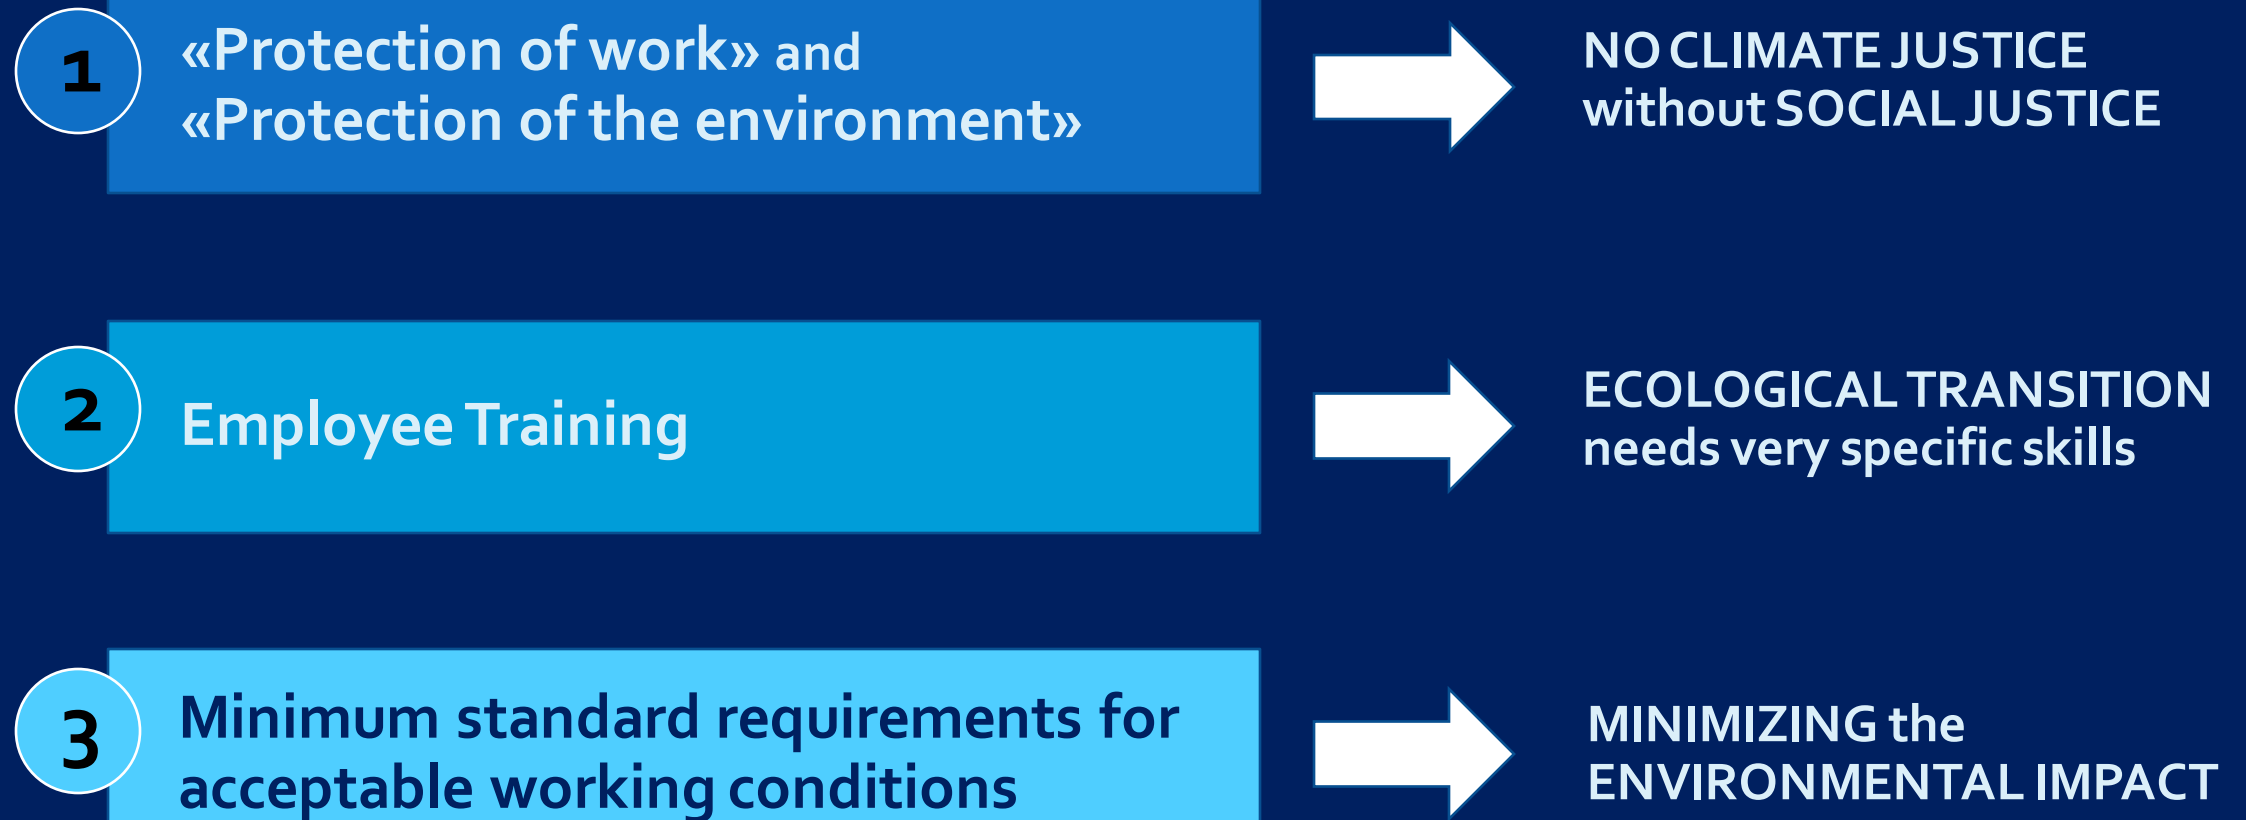 1
«Protection of work» and
«Protection of the environment»
NO CLIMATE JUSTICE
without SOCIAL JUSTICE
2
Employee Training
ECOLOGICAL TRANSITION
needs very specific skills
3
Minimum standard requirements for
acceptable working conditions
MINIMIZING the
ENVIRONMENTAL IMPACT